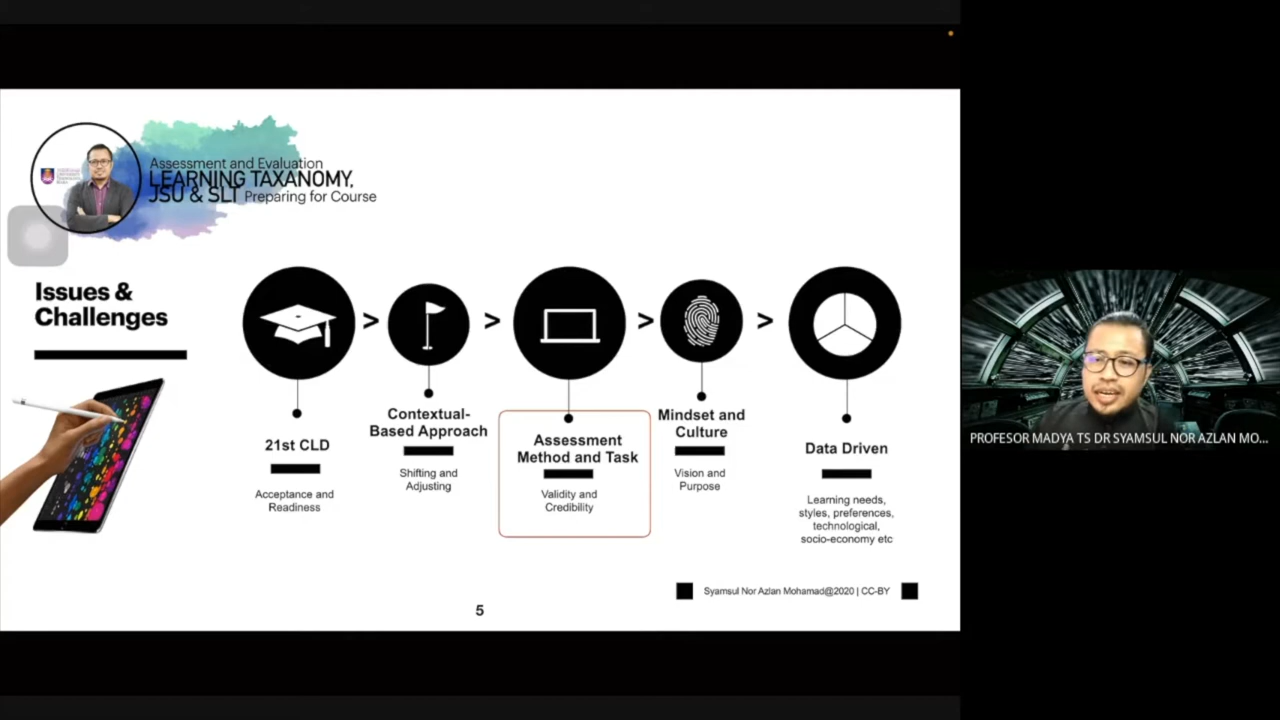 Assessment and Evaluation
LEARNING TAXANOMY,
JSU & SLT Preparing for Course
Issues &
Challenges
>
>
>
>
21st CLD
Acceptance and
Readiness
Contextual-
Based Approach
Shifting and
Adjusting
Assessment
Method and Task
Validity and
Credibility
Mindset and
Culture
Vision and
Purpose
Data Driven
Learning needs,
styles, preferences,
technological,
socio-economy etc
Syamsul Nor Azlan Mohamad@2020 | CC-BY
5
PROFESOR MADYA TS DR SYAMSUL NOR AZLAN MO...